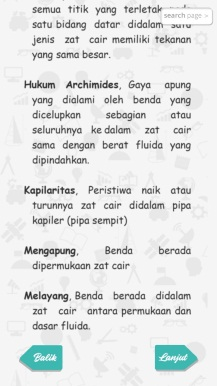 semua titik yang terletak pada
search page »
satu bidang datar didalam satu
jenis zat cair memiliki tekanan
yang sama besar.
Hukum Archimides, Gaya apung
yang dialami oleh benda yang
dicelupkan sebagian atau
seluruhnya ke dalam zat cair
sama dengan berat fluida yang
dipindahkan.
Kapilaritas, Peristiwa naik atau
turunnya zat cair didalam pipa
kapiler (pipa sempit)
Mengapung, Benda berada
dipermukaan zat cair
Melayang, Benda berada didalam
zat cair antara permukaan dan
dasar fluida.
Balik
Lanjut